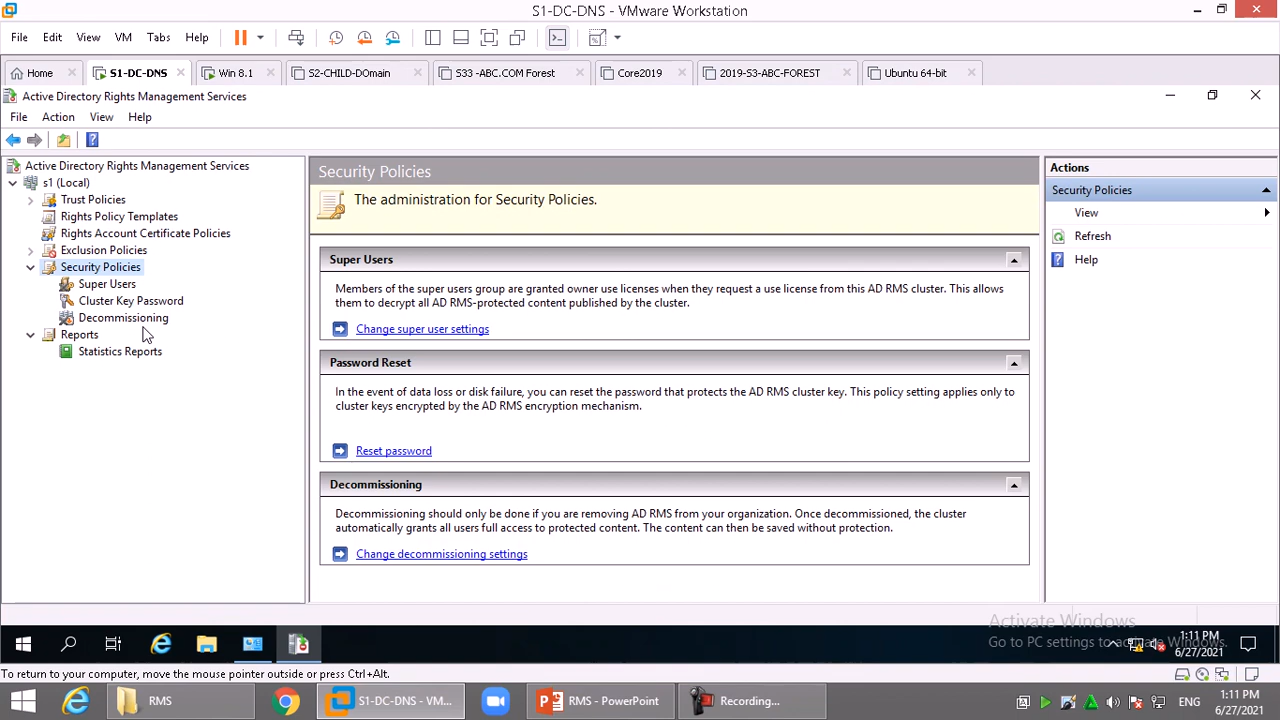 S1-DC-DNS - VMware Workstation
File Edit View VM Tabs Help
Home S1-DC-DNS Win 8.1 S2-CHILD-DOmain S33 -ABC.COM Forest Core2019 2019-S3-ABC-FOREST Ubuntu 64-bit
Active Directory Rights Management Services
File Action View Help
Active Directory Rights Management Services
s1 (Local)
Trust Policies
Rights Policy Templates
Rights Account Certificate Policies
Exclusion Policies
Security Policies
Super Users
Cluster Key Password
Decommissioning
Reports
Statistics Reports
Security Policies
The administration for Security Policies.
Super Users
Members of the super users group are granted owner use licenses when they request a use license from this AD RMS cluster. This allows
them to decrypt all AD RMS-protected content published by the cluster.
Change super user settings
Password Reset
In the event of data loss or disk failure, you can reset the password that protects the AD RMS cluster key. This policy setting applies only to
cluster keys encrypted by the AD RMS encryption mechanism.
Reset password
Decommissioning
Decommissioning should only be done if you are removing AD RMS from your organization. Once decommissioned, the cluster
automatically grants all users full access to protected content. The content can then be saved without protection.
Change decommissioning settings
Actions
Security Policies
View
Refresh
Help
Activate Windows
Go to PC settings to activate Windows.
1:11 PM
6/27/2021
To return to your computer, move the mouse pointer outside or press Ctrl+Alt.
RMS S1-DC-DNS - VM... RMS - PowerPoint Recording... ENG 1:11 PM
6/27/2021